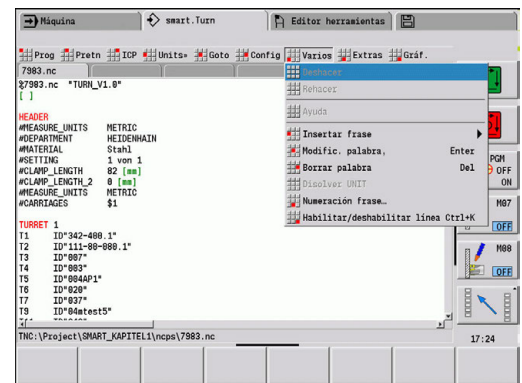 Máquina smart.Turn Editor herramientas
Prog Pretn ICP Units» Goto Config Varios Extras Gráf.
7983.nc
%7983.nc "TURN_V1.0"
[ ]
HEADER
#MEASURE_UNITS METRIC
#DEPARTMENT HEIDENHAIN
#MATERIAL Stahl
#SETTING 1 von 1
#CLAMP_LENGTH 82 [mm]
#CLAMP_LENGTH_2 0 [mm]
#MEASURE_UNITS METRIC
#CARRIAGES $1
TURRET 1
T1 ID"342-400.1"
T2 ID"111-80-080.1"
T3 ID"007"
T4 ID"003"
T5 ID"004AP1"
T6 ID"020"
T7 ID"037"
T9 ID"04mtest5"
Deshacer
Rehacer
Ayuda
Insertar frase
Modific. palabra, Enter
Borrar palabra Del
Disolver UNIT
Numeración frase…
Habilitar/deshabilitar línea Ctrl+K
PGM
OFF
ON
M07
OFF
M08
OFF
TNC:\Project\SMART_KAPITEL1\ncps\7983.nc
17:24